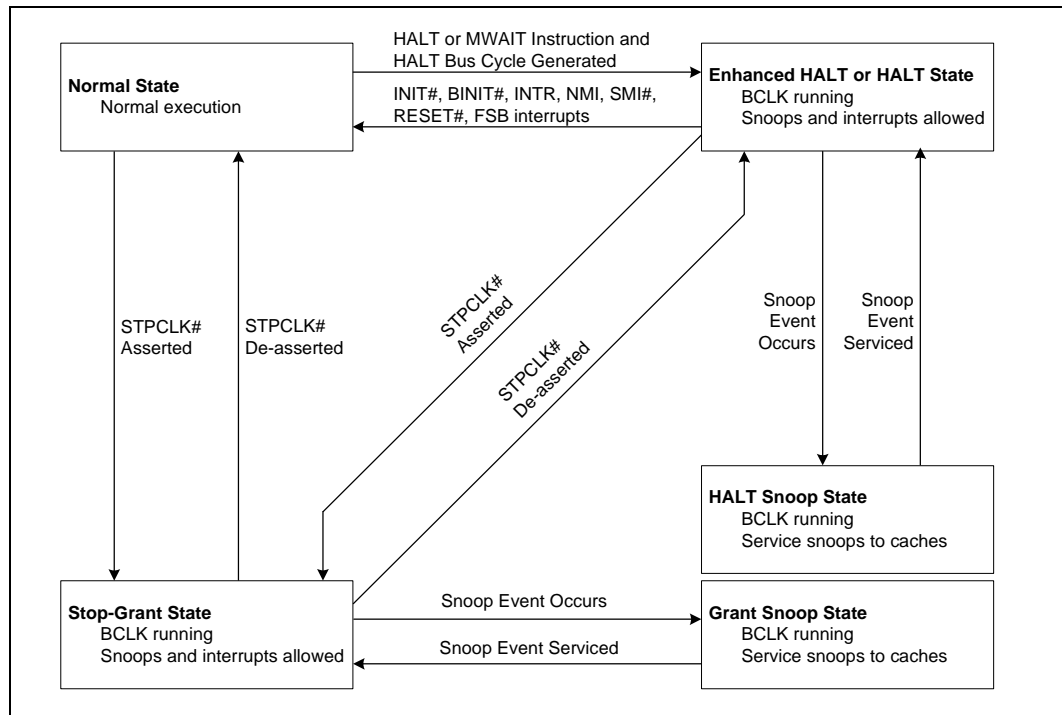 HALT or MWAIT Instruction and
HALT Bus Cycle Generated
Normal State
Normal execution
INIT#, BINIT#, INTR, NMI, SMI#,
RESET#, FSB interrupts
Enhanced HALT or HALT State
BCLK running
Snoops and interrupts allowed
STPCLK#
Asserted
STPCLK#
De-asserted
STPCLK#
Asserted
STPCLK#
De-asserted
Snoop
Event
Occurs
Snoop
Event
Serviced
HALT Snoop State
BCLK running
Service snoops to caches
Stop-Grant State
BCLK running
Snoops and interrupts allowed
Snoop Event Occurs
Snoop Event Serviced
Grant Snoop State
BCLK running
Service snoops to caches